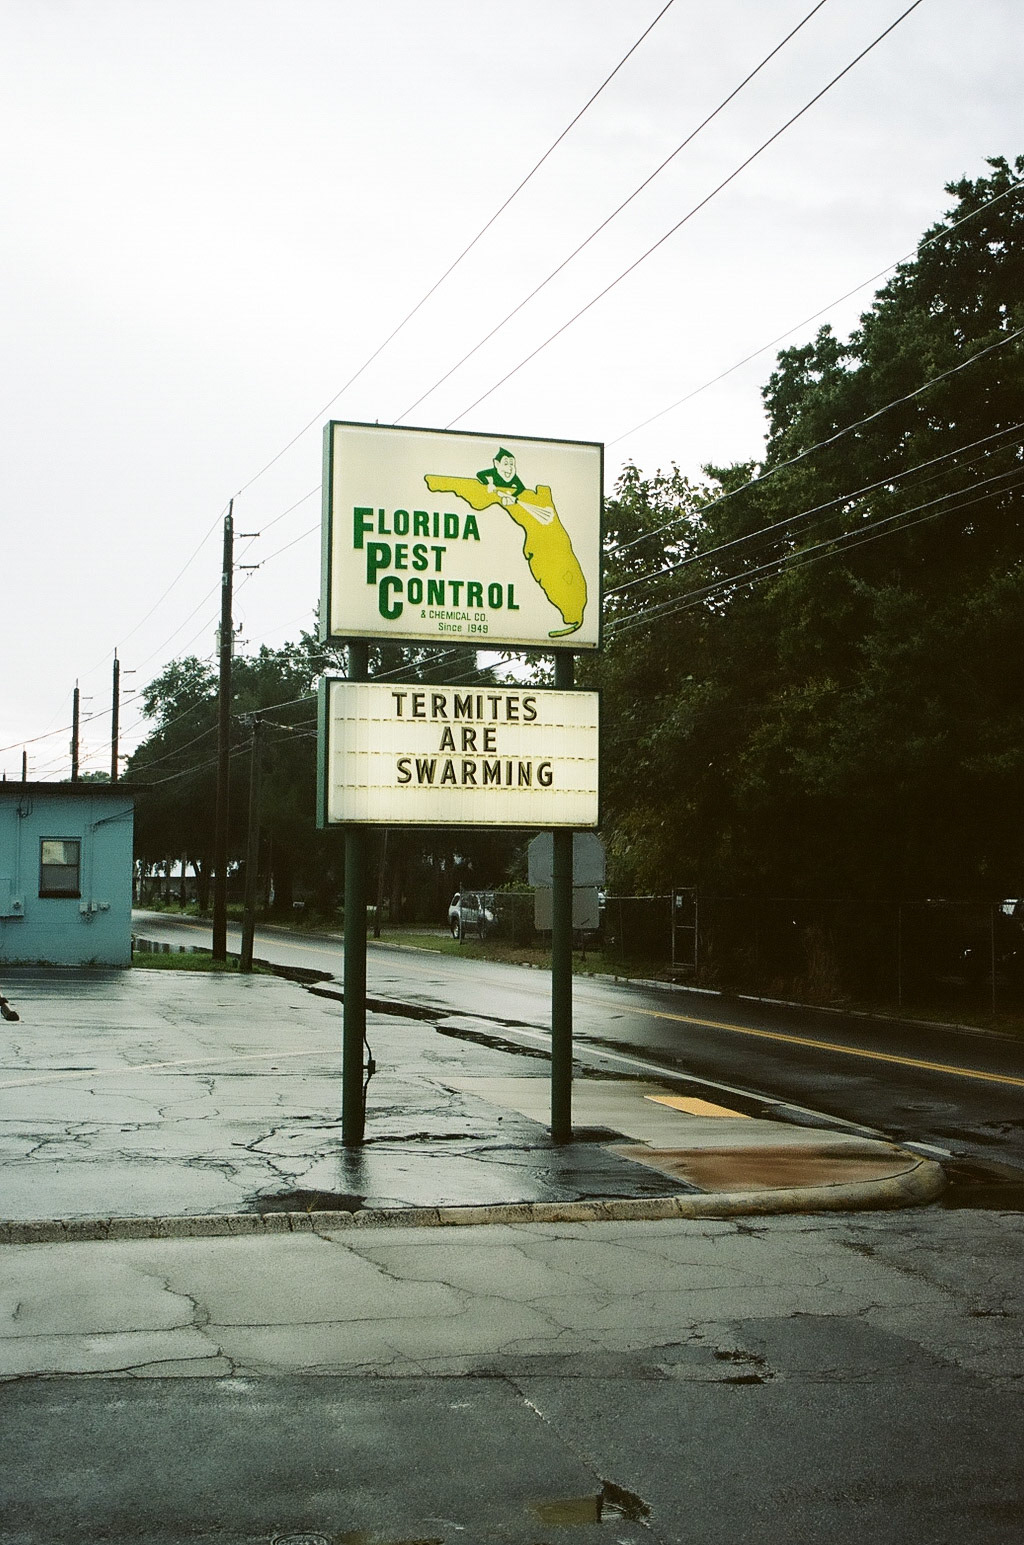 FLORIDA
PEST
CONTROL
& CHEMICAL CO.
Since 1949
TERMITES
ARE
SWARMING